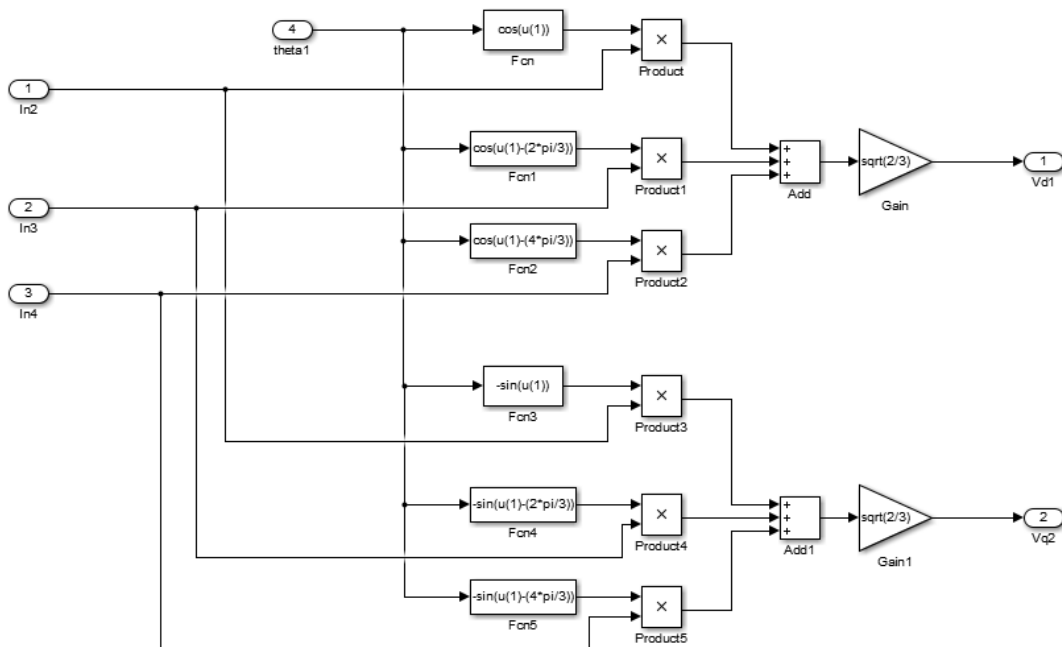 4
theta1
cos(u(1))
Fcn
×
Product
1
In2
cos(u(1)-(2*pi/3))
Fcn1
×
Product1
+
+
+
Add
sqrt(2/3)
Gain
1
Vd1
2
In3
cos(u(1)-(4*pi/3))
Fcn2
×
Product2
3
In4
-sin(u(1))
Fcn3
×
Product3
-sin(u(1)-(2*pi/3))
Fcn4
×
Product4
+
+
+
Add1
sqrt(2/3)
Gain1
2
Vq2
-sin(u(1)-(4*pi/3))
Fcn5
×
Product5